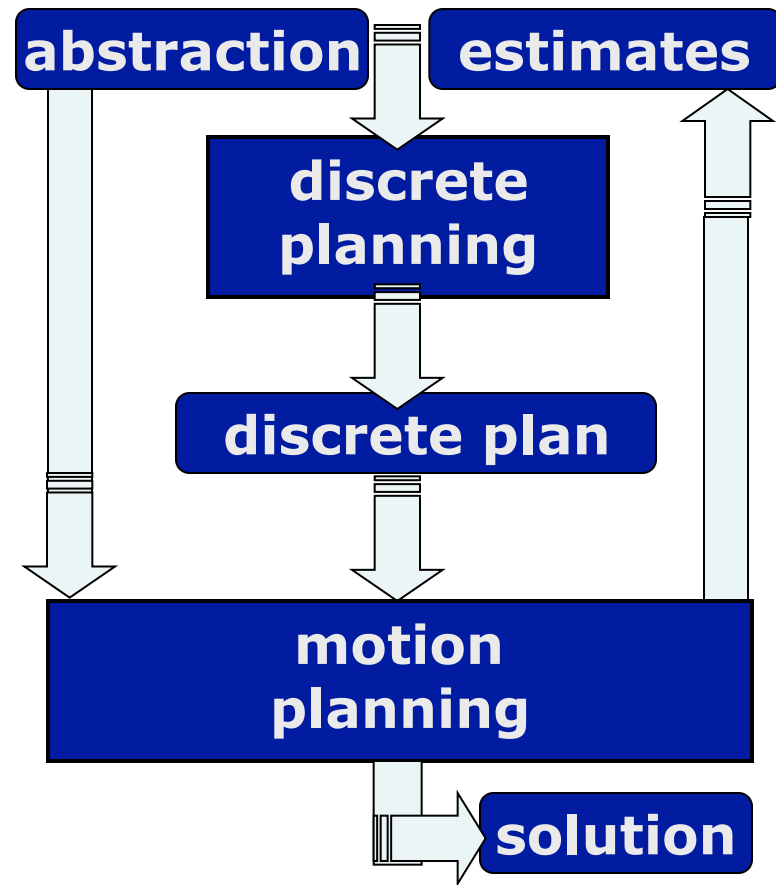 abstraction
estimates
discrete
planning
discrete plan
motion
planning
solution